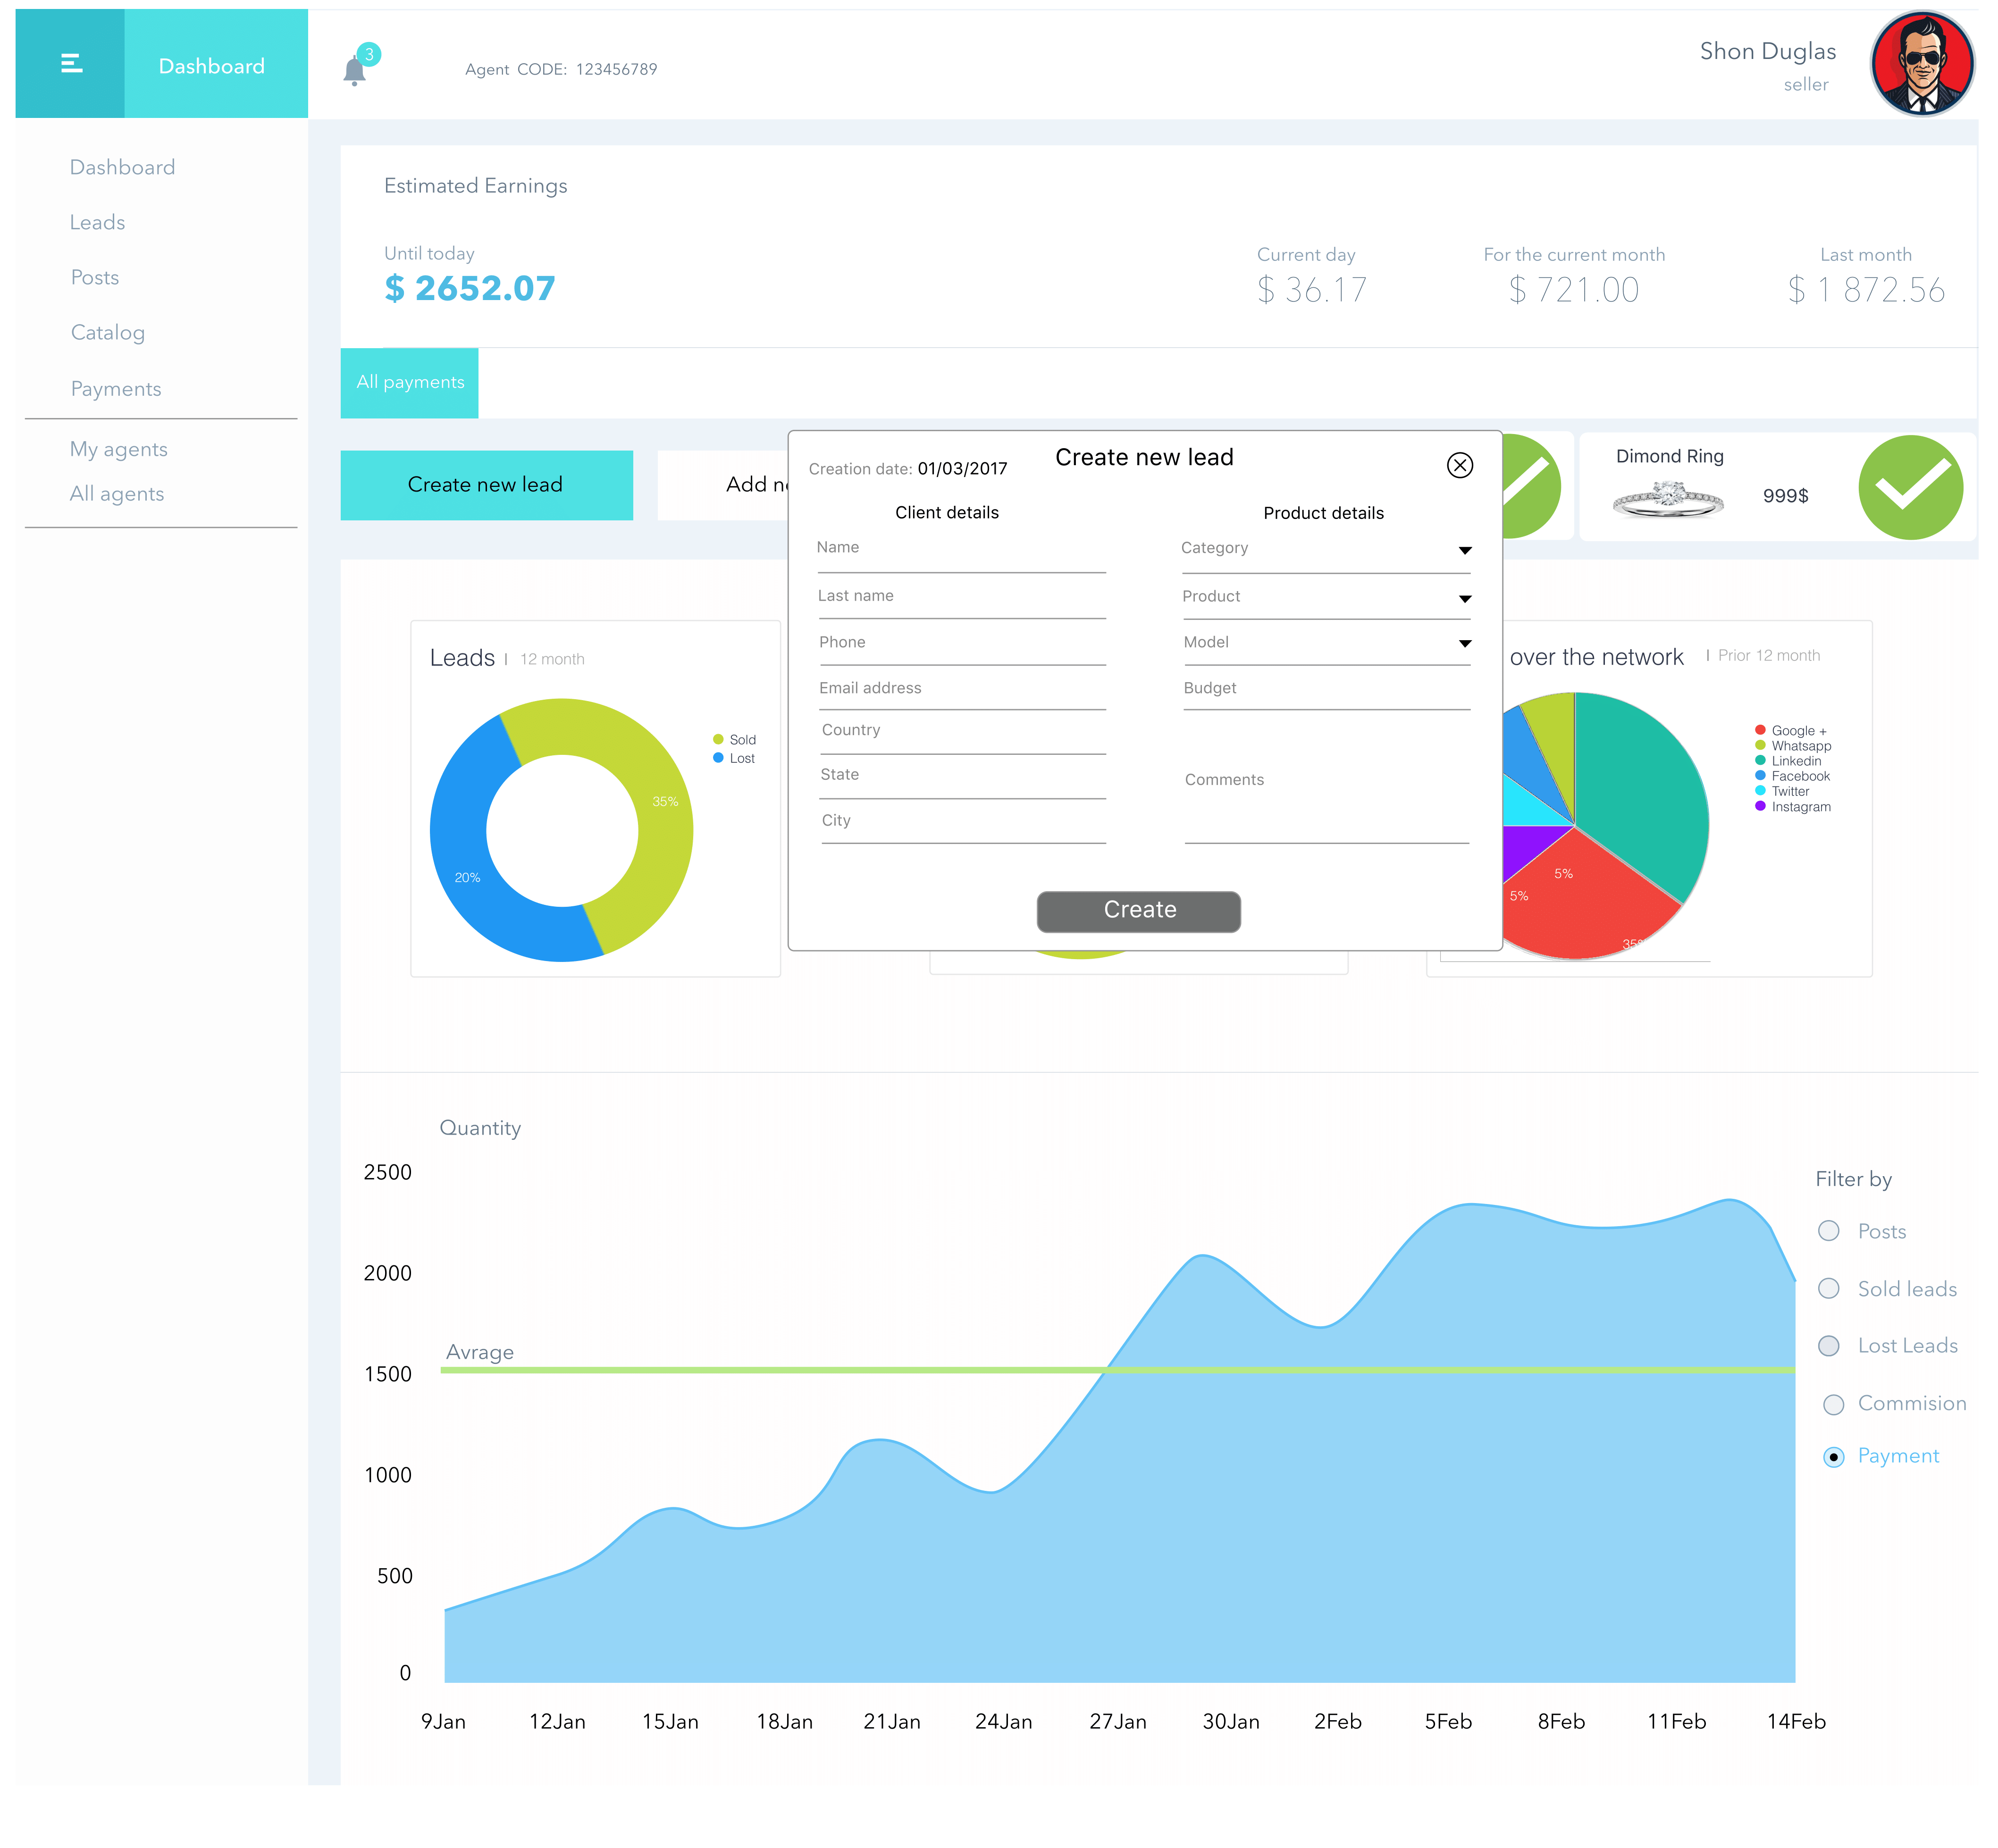 Dashboard
3
Agent CODE: 123456789
Shon Duglas
seller
Dashboard
Leads
Posts
Catalog
Payments
My agents
All agents
Estimated Earnings
Until today
$ 2652.07
Current day
$ 36.17
For the current month
$ 721.00
Last month
$ 1 872.56
All payments
Create new lead
Add
Creation date: 01/03/2017
Create new lead
Client details
Name
Last name
Phone
Email address
Country
State
City
Product details
Category
Product
Model
Budget
Comments
Create
Dimond Ring
999$
Leads | 12 month
Sold
Lost
35%
20%
over the network | Prior 12 month
Google +
Whatsapp
Linkedin
Facebook
Twitter
Instagram
5%
5%
Quantity
2500
2000
Avrage
1500
1000
500
0
9Jan 12Jan 15Jan 18Jan 21Jan 24Jan 27Jan 30Jan 2Feb 5Feb 8Feb 11Feb 14Feb
Filter by
Posts
Sold leads
Lost Leads
Commision
Payment